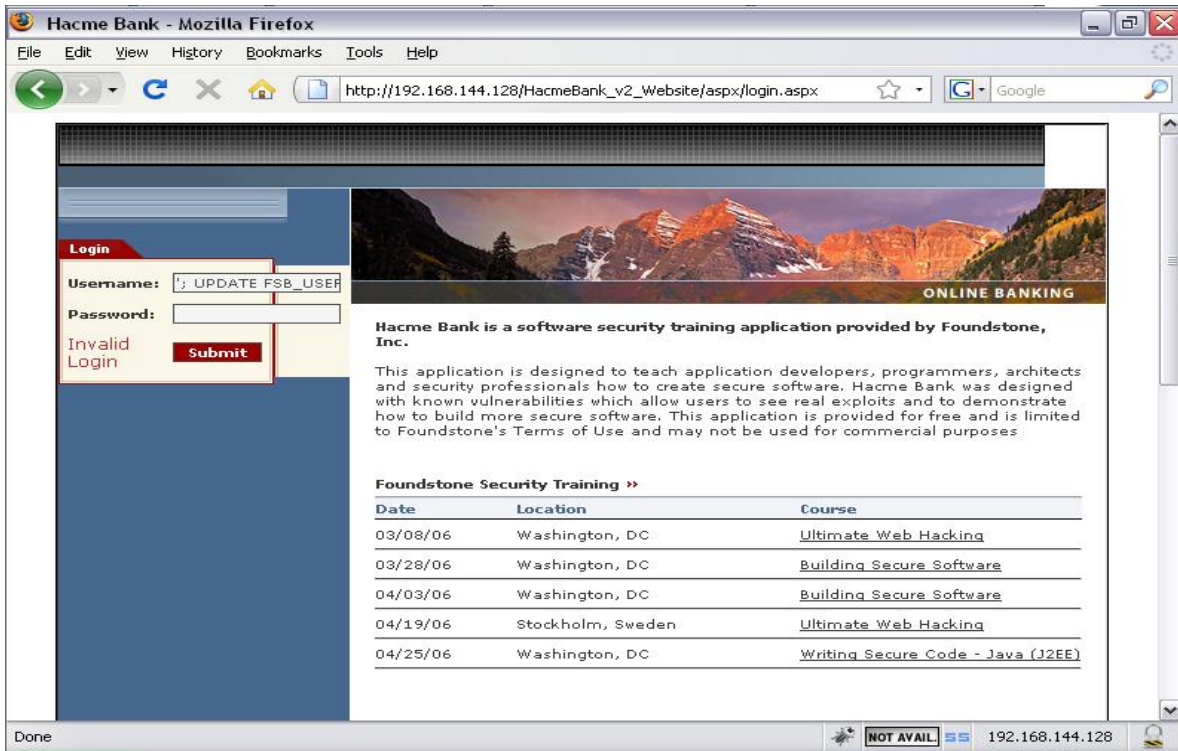 Hacme Bank - Mozilla Firefox
File Edit View History Bookmarks Tools Help
http://192.168.144.128/HacmeBank_v2_Website/aspx/login.aspx
G Google
Login
Username: '; UPDATE FSB_USER
Password:
Invalid Login
Submit
ONLINE BANKING
Hacme Bank is a software security training application provided by Foundstone,
Inc.
This application is designed to teach application developers, programmers, architects
and security professionals how to create secure software. Hacme Bank was designed
with known vulnerabilities which allow users to see real exploits and to demonstrate
how to build more secure software. This application is provided for free and is limited
to Foundstone's Terms of Use and may not be used for commercial purposes
Foundstone Security Training »
Date Location Course
03/08/06 Washington, DC Ultimate Web Hacking
03/28/06 Washington, DC Building Secure Software
04/03/06 Washington, DC Building Secure Software
04/19/06 Stockholm, Sweden Ultimate Web Hacking
04/25/06 Washington, DC Writing Secure Code - Java (J2EE)
Done NOT AVAIL. SS 192.168.144.128